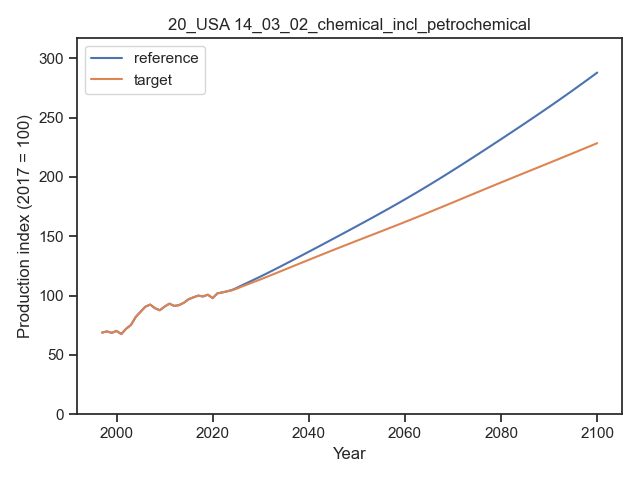 20_USA 14_03_02_chemical_incl_petrochemical
reference
target
Production index (2017 = 100)
300
250
200
150
100
50
0
2000 2020 2040 2060 2080 2100
Year